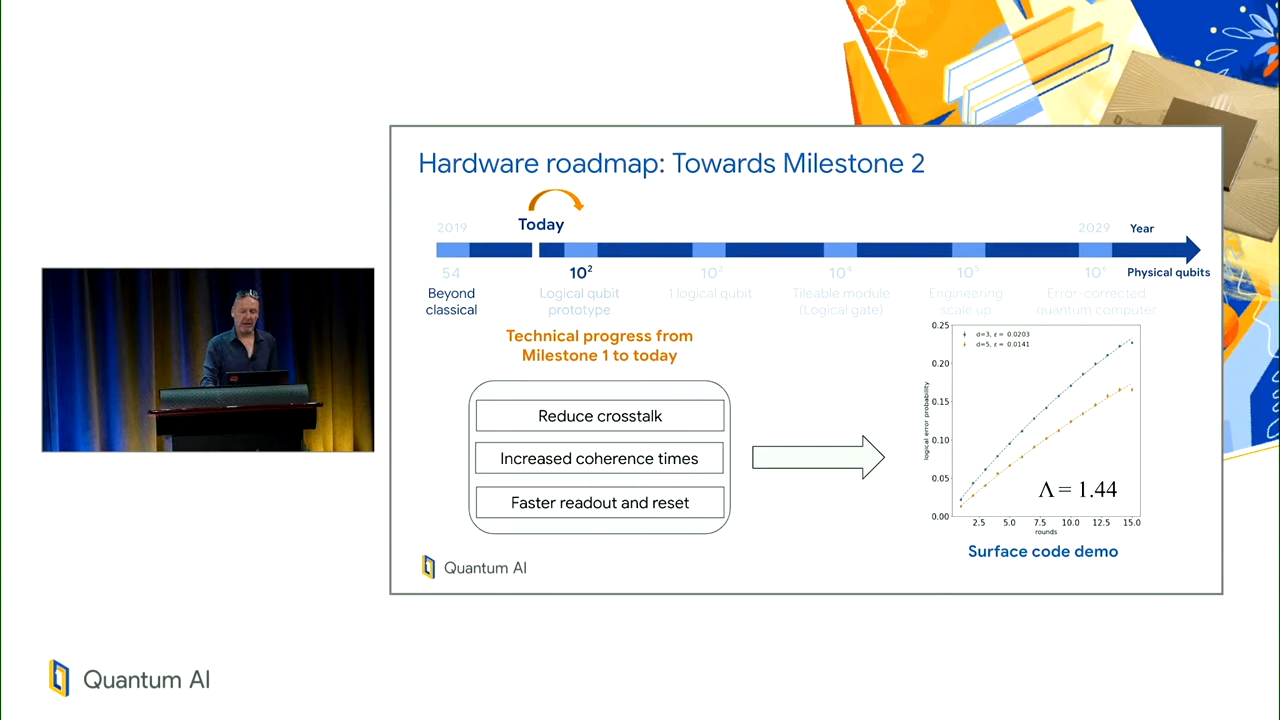 Hardware roadmap: Towards Milestone 2
2019
Today
2029
Year
54
10²
10³
10⁴
10⁵
10⁶
Physical qubits
Beyond
classical
Logical qubit
prototype
1 logical qubit
Tileable module
(Logical gate)
Engineering
scale up
Error-corrected
quantum computer
Technical progress from
Milestone 1 to today
Reduce crosstalk
Increased coherence times
Faster readout and reset
d=3, ε = 0.0203
d=5, ε = 0.0141
0.25
0.20
0.15
0.10
0.05
0.00
logical error probability
Λ = 1.44
2.5 5.0 7.5 10.0 12.5 15.0
rounds
Surface code demo
Quantum AI
Quantum AI